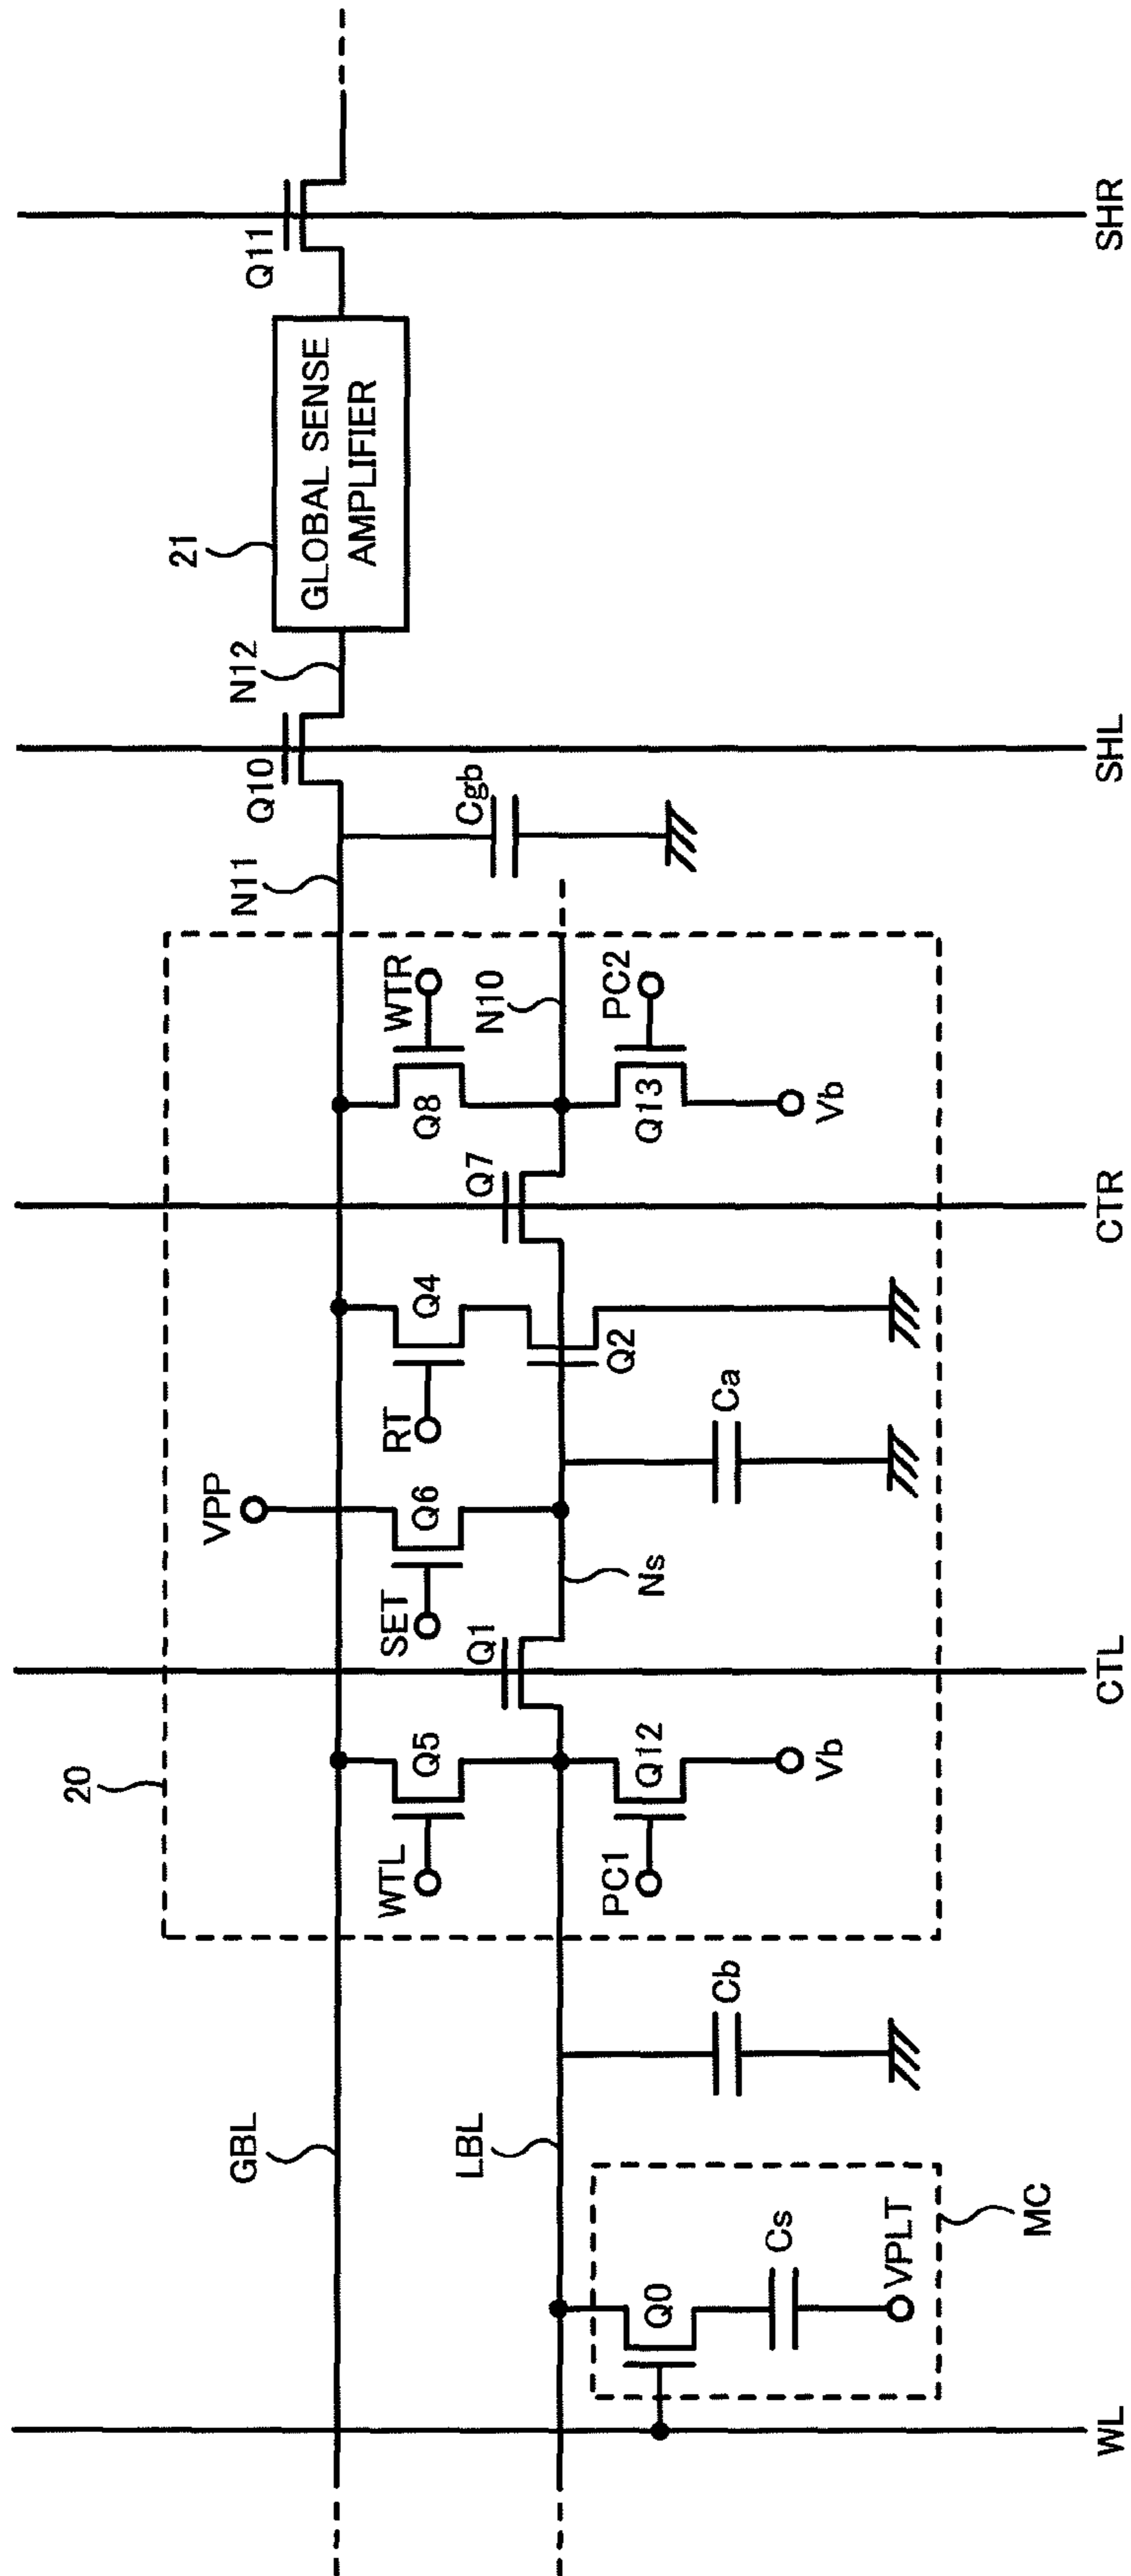 20
21
GBL
LBL
N11
N12
Q10
Q11
GLOBAL SENSE
AMPLIFIER
Cgb
VPP
WTL
Q5
SET
Q6
RT
Q4
WTR
Q8
Q1
Ns
Q2
Q7
N10
PC1
Q12
Vb
Ca
Q13
PC2
Vb
Cb
Q0
Cs
VPLT
MC
WL
CTL
CTR
SHL
SHR